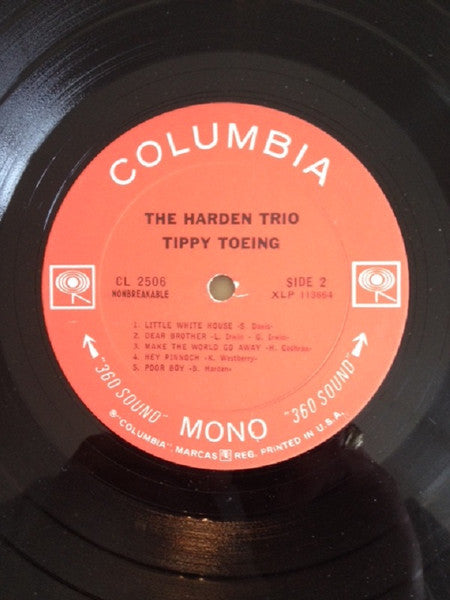 COLUMBIA
THE HARDEN TRIO
TIPPY TOEING
CL 2506
NONBREAKABLE
SIDE 2
XLP 113664
1. LITTLE WHITE HOUSE -S. Davis-
2. DEAR BROTHER -L. Irwin - G. Irwin-
3. MAKE THE WORLD GO AWAY -H. Cochran-
4. HEY PINNOCH -K. Westberry-
5. POOR BOY -B. Harden-
"360 SOUND" MONO "360 SOUND"
® "COLUMBIA", MARCAS REG. PRINTED IN U.S.A.